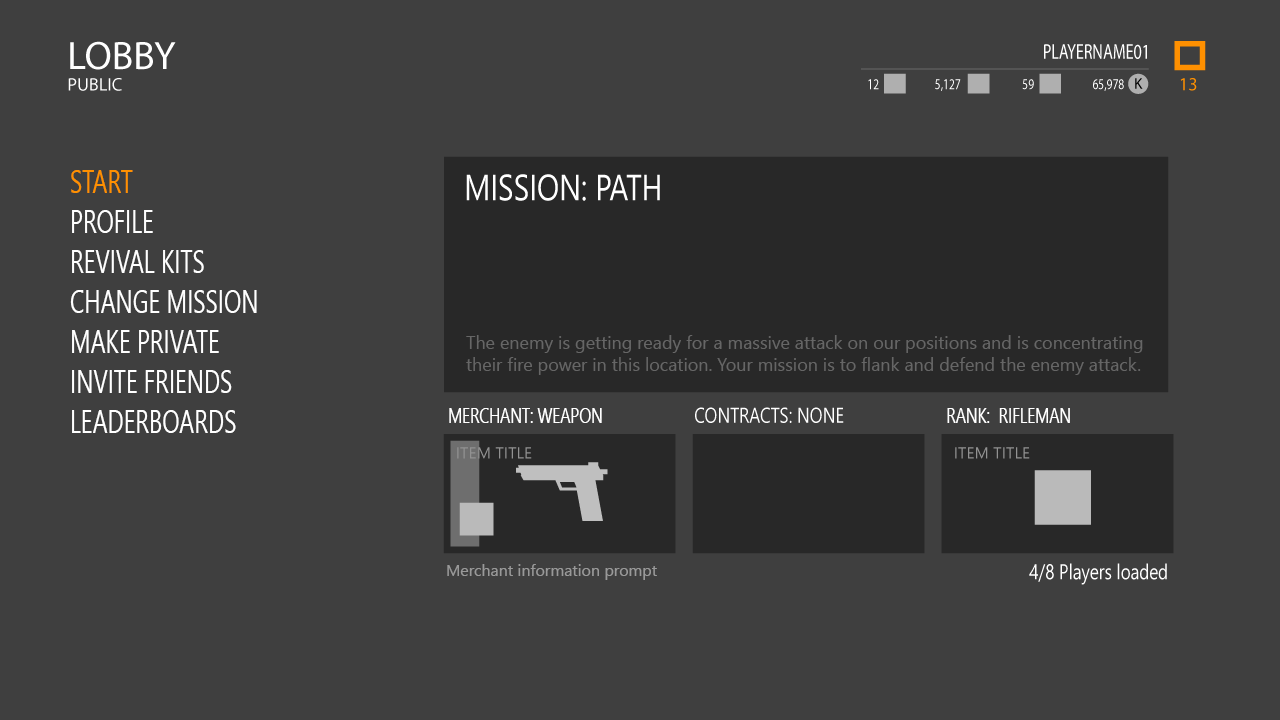 LOBBY
PUBLIC
PLAYERNAME01
12 5,127 59 65,978 K
13
START
PROFILE
REVIVAL KITS
CHANGE MISSION
MAKE PRIVATE
INVITE FRIENDS
LEADERBOARDS
MISSION: PATH
The enemy is getting ready for a massive attack on our positions and is concentrating
their fire power in this location. Your mission is to flank and defend the enemy attack.
MERCHANT: WEAPON
ITEM TITLE
Merchant information prompt
CONTRACTS: NONE
RANK: RIFLEMAN
ITEM TITLE
4/8 Players loaded